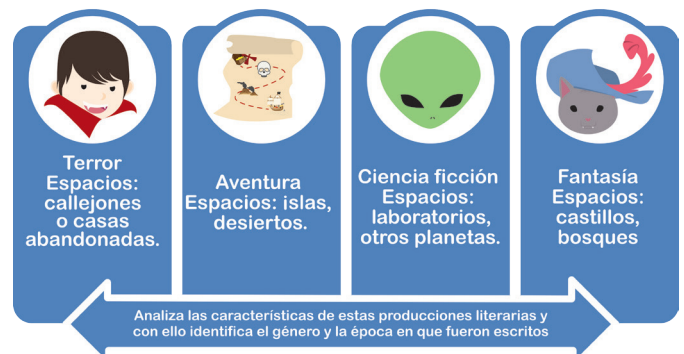 Terror
Espacios:
callejones
o casas
abandonadas.
Aventura
Espacios: islas,
desiertos.
Ciencia ficción
Espacios:
laboratorios,
otros planetas.
Fantasía
Espacios:
castillos,
bosques
Analiza las características de estas producciones literarias y
con ello identifica el género y la época en que fueron escritos